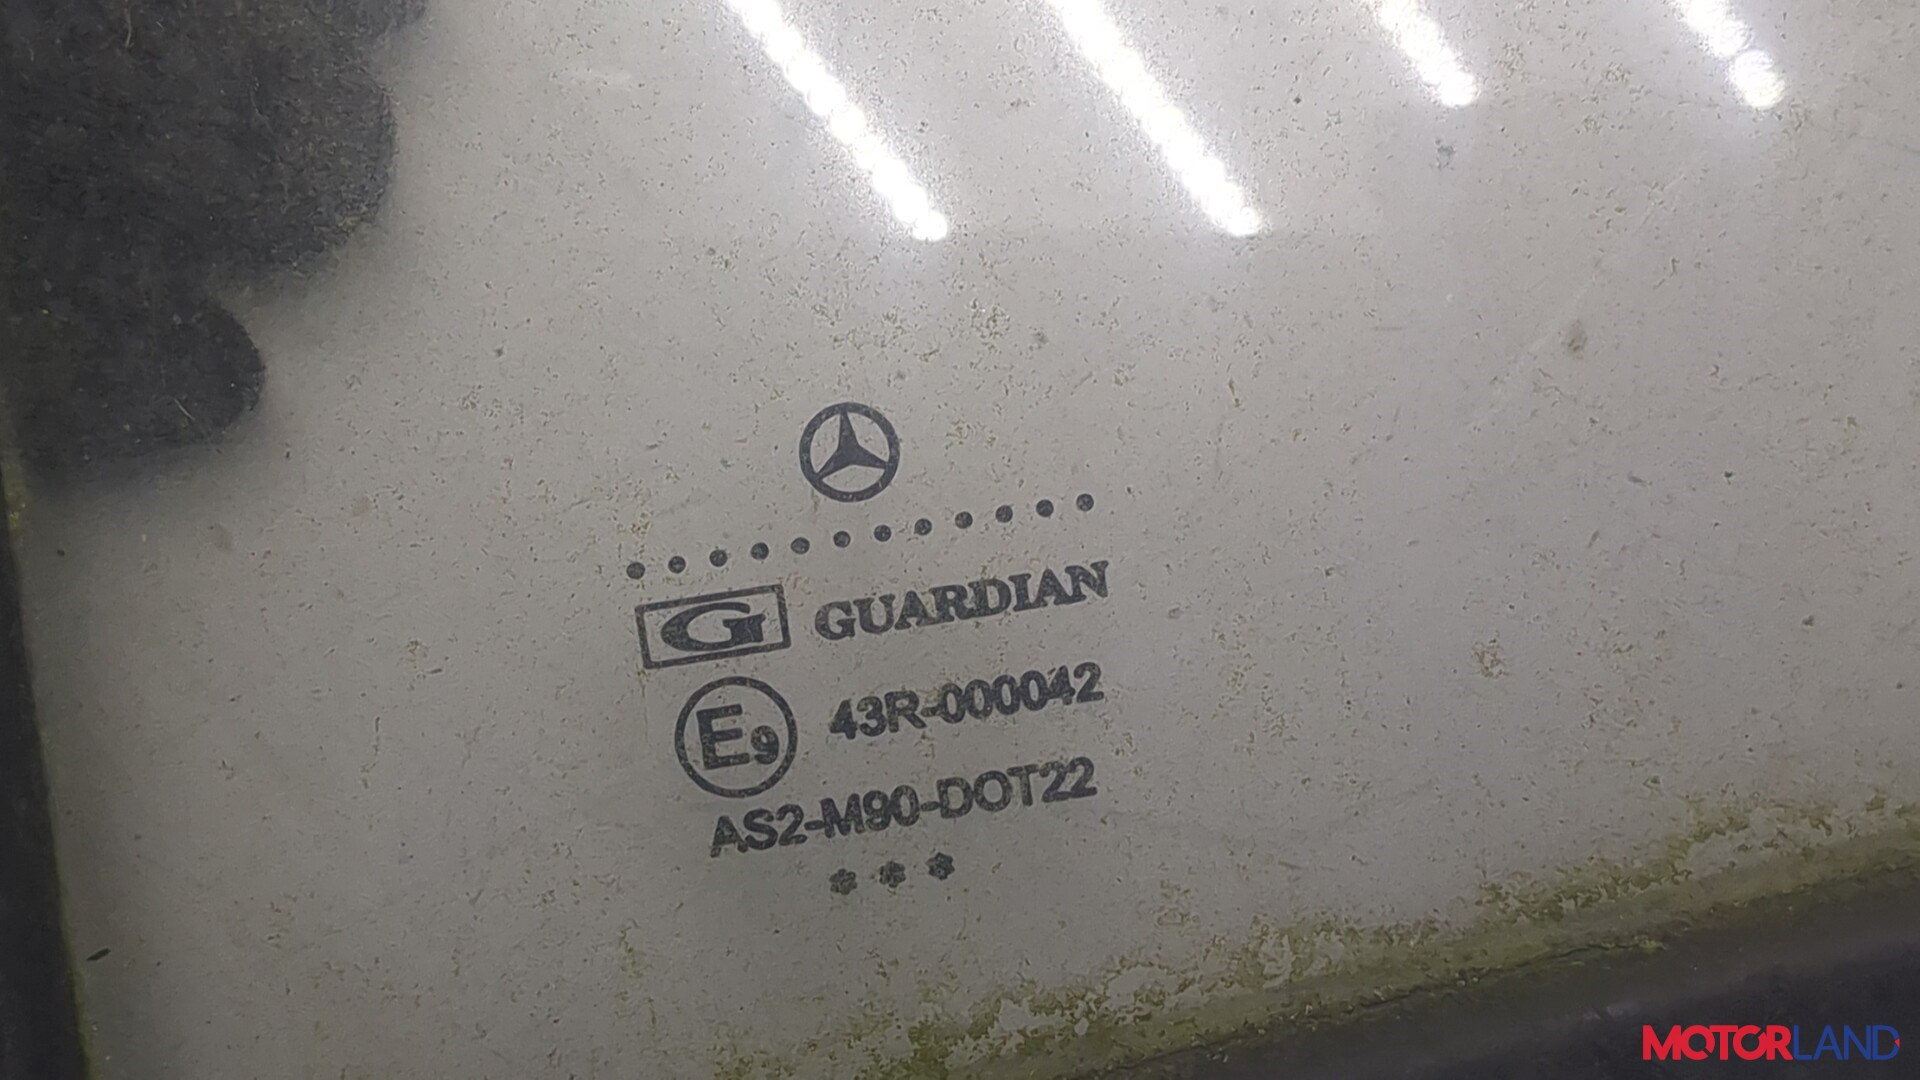 G GUARDIAN
E9 43R-000042
AS2-M90-DOT22
MOTORLAND